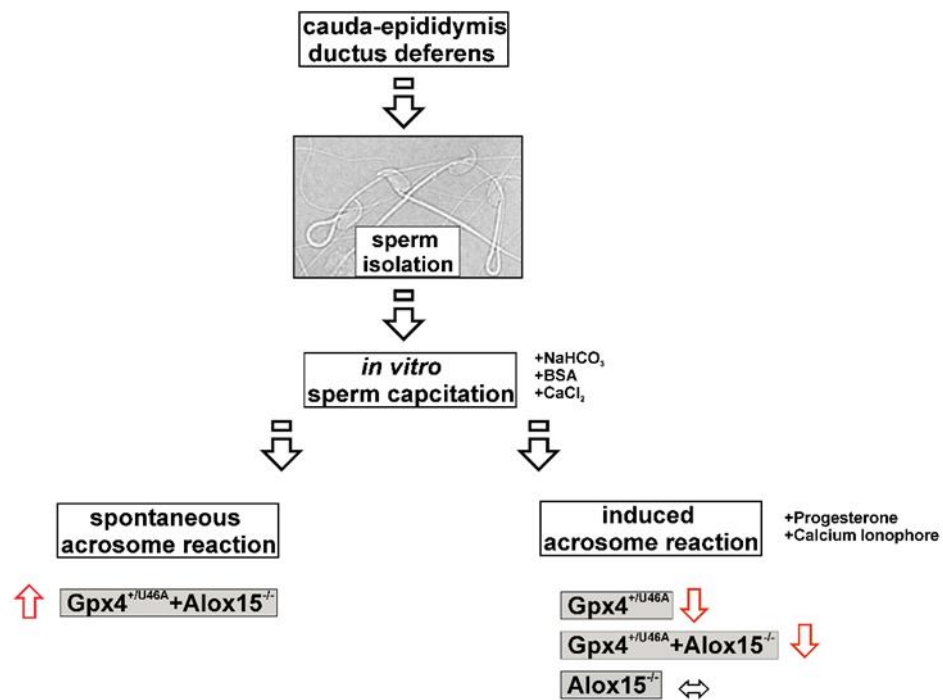 cauda-epididymis
ductus deferens
sperm
isolation
in vitro
sperm capcitation
+NaHCO₃
+BSA
+CaCl₂
spontaneous
acrosome reaction
Gpx4⁺/ᵁ⁴⁶ᴬ+Alox15⁻/⁻
induced
acrosome reaction
+Progesterone
+Calcium Ionophore
Gpx4⁺/ᵁ⁴⁶ᴬ
Gpx4⁺/ᵁ⁴⁶ᴬ+Alox15⁻/⁻
Alox15⁻/⁻